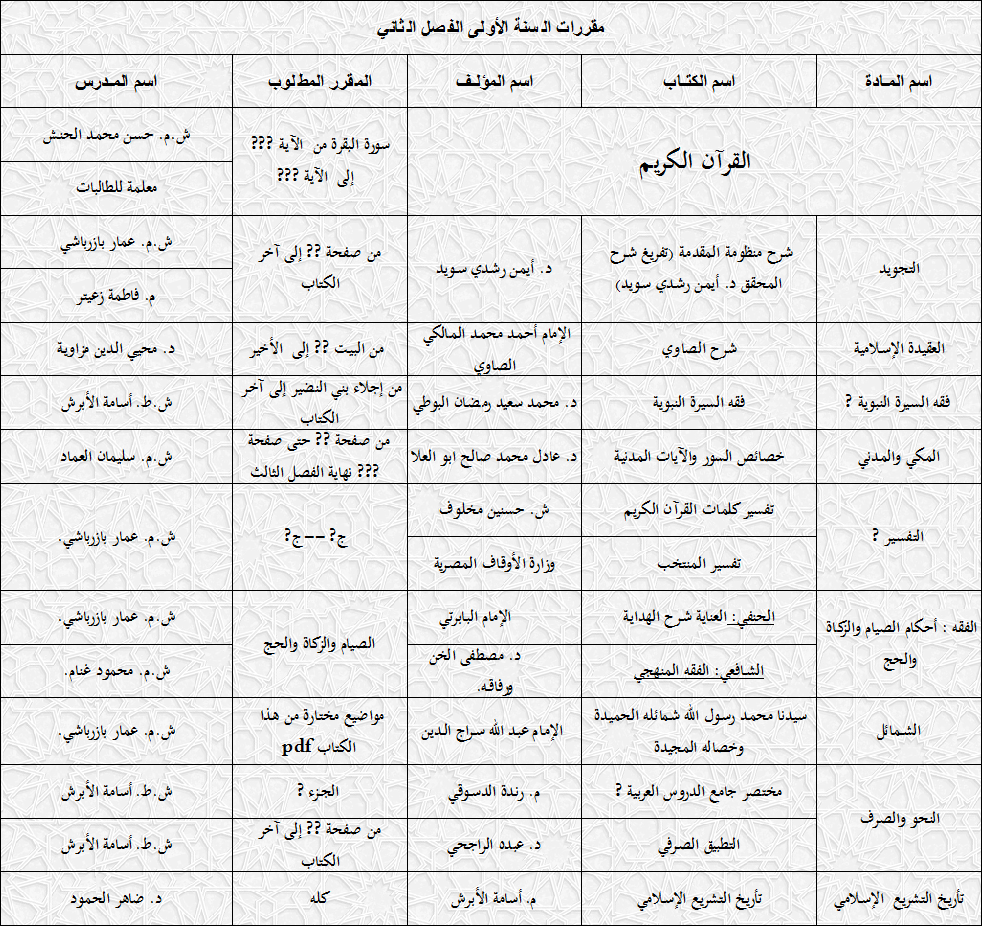 مقررات السنة الأولى الفصل الثاني
اسم المادة
اسم الكتاب
اسم المؤلف
المقرر المطلوب
اسم المدرس
القرآن الكريم
سورة البقرة من الآية ???
إلى الآية ???
ش.م. حسن محمد الحنش
معلمة للطالبات
التجويد
شرح منظومة المقدمة (تفريغ شرح
المحقق د. أيمن رشدي سويد)
د. أيمن رشدي سويد
من صفحة ?? إلى آخر
الكتاب
ش.م. عمار بازرباشي
م. فاطمة زعيتر
العقيدة الإسلامية
شرح الصاوي
الإمام أحمد محمد المالكي
الصاوي
من البيت ?? إلى الأخير
د. محيي الدين مزاوية
فقه السيرة النبوية ?
فقه السيرة النبوية
د. محمد سعيد رمضان البوطي
من إجلاء بني النضير إلى آخر
الكتاب
ش.ط. أسامة الأبرش
المكي والمدني
خصائص السور والآيات المدنية
د. عادل محمد صالح ابو العلا
من صفحة ?? حتى صفحة
??? نهاية الفصل الثالث
ش.م. سليمان العماد
التفسير ?
تفسير كلمات القرآن الكريم
ش. حسنين مخلوف
تفسير المنتخب
وزارة الأوقاف المصرية
ج? –– ج?
ش.م. عمار بازرباشي.
الفقه : أحكام الصيام والزكاة
والحج
الحنفي: العناية شرح الهداية
الإمام البابرتي
الصيام والزكاة والحج
ش.م. عمار بازرباشي.
الشافعي: الفقه المنهجي
د. مصطفى الخن
ورفاقه.
ش.م. محمود غنام.
الشمائل
سيدنا محمد رسول الله شمائله الحميدة
وخصاله المجيدة
الإمام عبد الله سراج الدين
مواضيع مختارة من هذا
الكتاب pdf
ش.م. عمار بازرباشي.
النحو والصرف
مختصر جامع الدروس العربية ?
م. رندة الدسوقي
الجزء ?
ش.ط. أسامة الأبرش
التطبيق الصرفي
د. عبده الراجحي
من صفحة ?? إلى آخر
الكتاب
ش.ط. أسامة الأبرش
تأريخ التشريع الإسلامي
تأريخ التشريع الإسلامي
م. أسامة الأبرش
كله
د. ضاهر الحمود